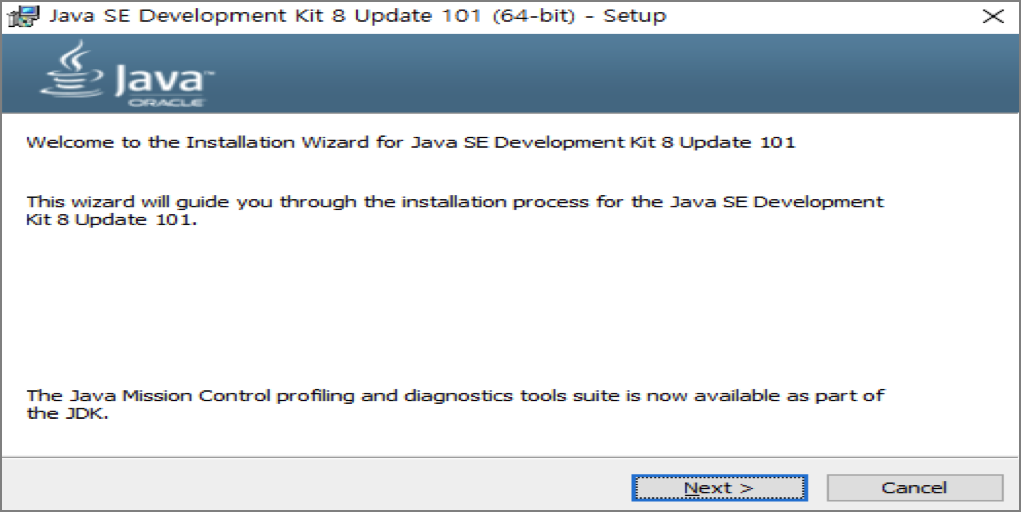 Java SE Development Kit 8 Update 101 (64-bit) - Setup
Java™
ORACLE
Welcome to the Installation Wizard for Java SE Development Kit 8 Update 101
This wizard will guide you through the installation process for the Java SE Development
Kit 8 Update 101.
The Java Mission Control profiling and diagnostics tools suite is now available as part of
the JDK.
Next >
Cancel